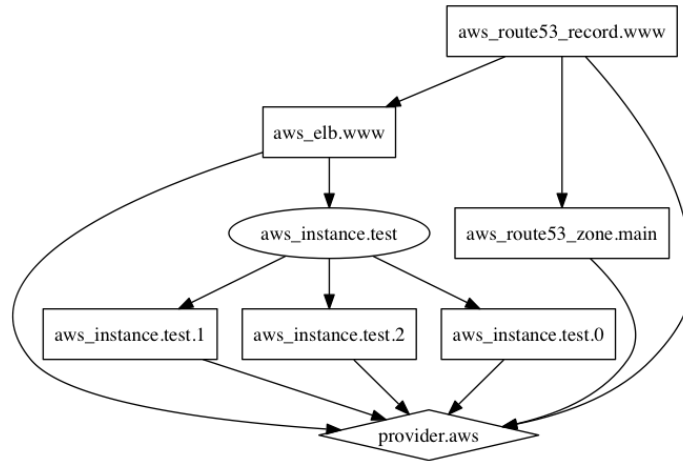 aws_route53_record.www
aws_elb.www
aws_instance.test
aws_route53_zone.main
aws_instance.test.1
aws_instance.test.2
aws_instance.test.0
provider.aws